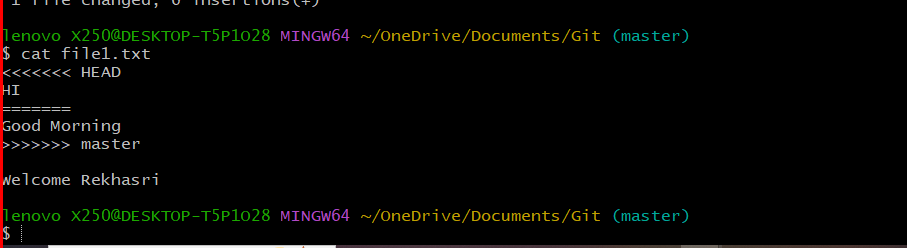 1 file changed, 0 insertions(+)
lenovo X250@DESKTOP-T5P1O28 MINGW64 ~/OneDrive/Documents/Git (master)
$ cat file1.txt
<<<<<<< HEAD
HI
=======
Good Morning
>>>>>>> master
Welcome Rekhasri
lenovo X250@DESKTOP-T5P1O28 MINGW64 ~/OneDrive/Documents/Git (master)
$